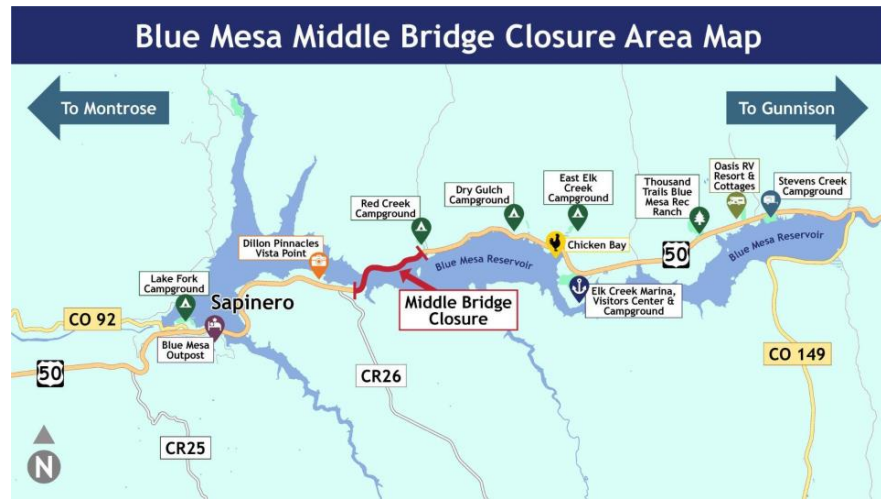 Blue Mesa Middle Bridge Closure Area Map
To Montrose
To Gunnison
Red Creek
Campground
Dry Gulch
Campground
East Elk
Creek
Campground
Thousand
Trails Blue
Mesa Rec
Ranch
Oasis RV
Resort &
Cottages
Stevens Creek
Campground
Dillon Pinnacles
Vista Point
Chicken Bay
Blue Mesa Reservoir
Blue Mesa Reservoir
50
Lake Fork
Campground
Sapinero
Middle Bridge
Closure
Elk Creek Marina,
Visitors Center &
Campground
CO 92
Blue Mesa
Outpost
50
CR26
CO 149
CR25
N